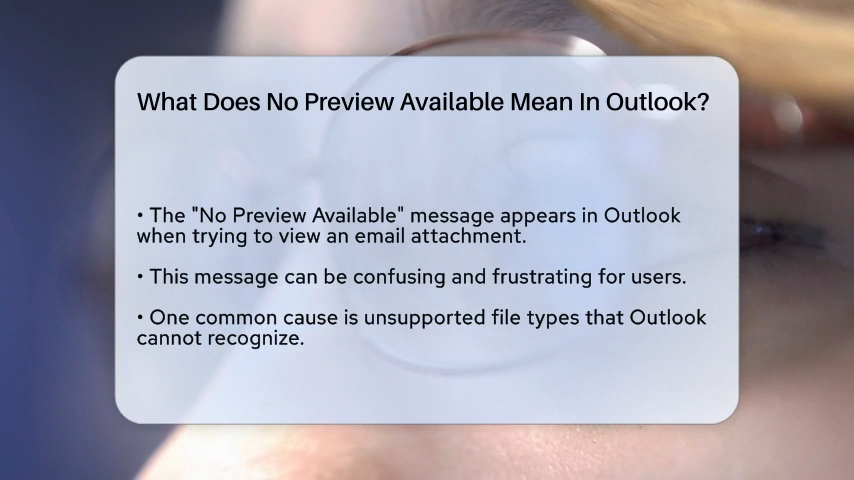 What Does No Preview Available Mean In Outlook?
• The "No Preview Available" message appears in Outlook
when trying to view an email attachment.
• This message can be confusing and frustrating for users.
• One common cause is unsupported file types that Outlook
cannot recognize.